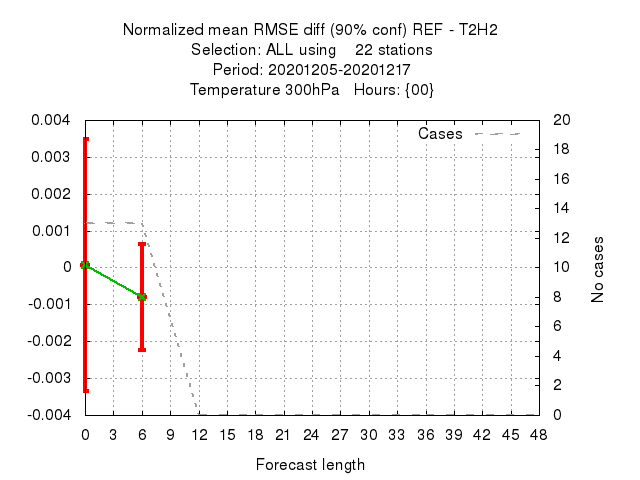 Normalized mean RMSE diff (90% conf) REF - T2H2
Selection: ALL using 22 stations
Period: 20201205-20201217
Temperature 300hPa Hours: {00}
Cases
0.004
0.003
0.002
0.001
0
-0.001
-0.002
-0.003
-0.004
20
18
16
14
12
10
8
6
4
2
0
No cases
0 3 6 9 12 15 18 21 24 27 30 33 36 39 42 45 48
Forecast length